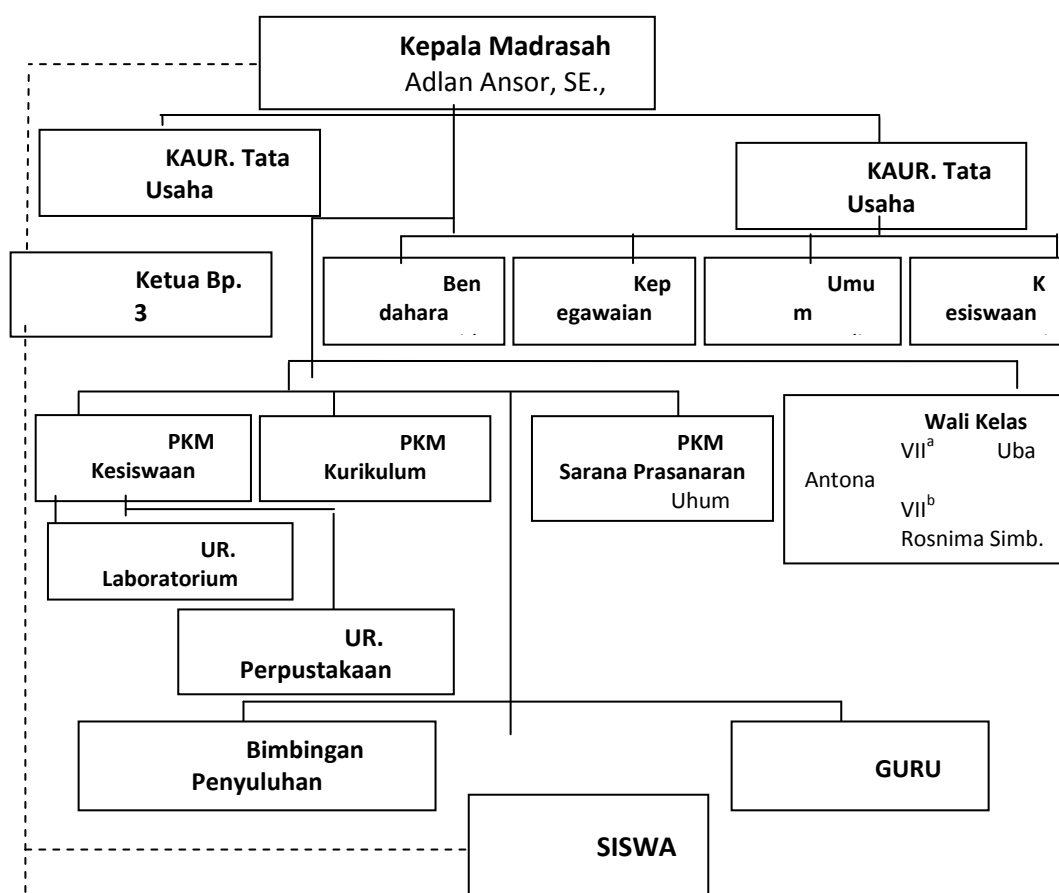 Kepala Madrasah
Adlan Ansor, SE.,
KAUR. Tata
Usaha
KAUR. Tata
Usaha
Ketua Bp.
3
Ben
dahara
Kep
egawaian
Umu
m
K
esiswaan
PKM
Kesiswaan
PKM
Kurikulum
PKM
Sarana Prasanaran
Uhum
Wali Kelas
VIIᵃ Uba
Antona
VIIᵇ
Rosnima Simb.
UR.
Laboratorium
UR.
Perpustakaan
Bimbingan
Penyuluhan
GURU
SISWA